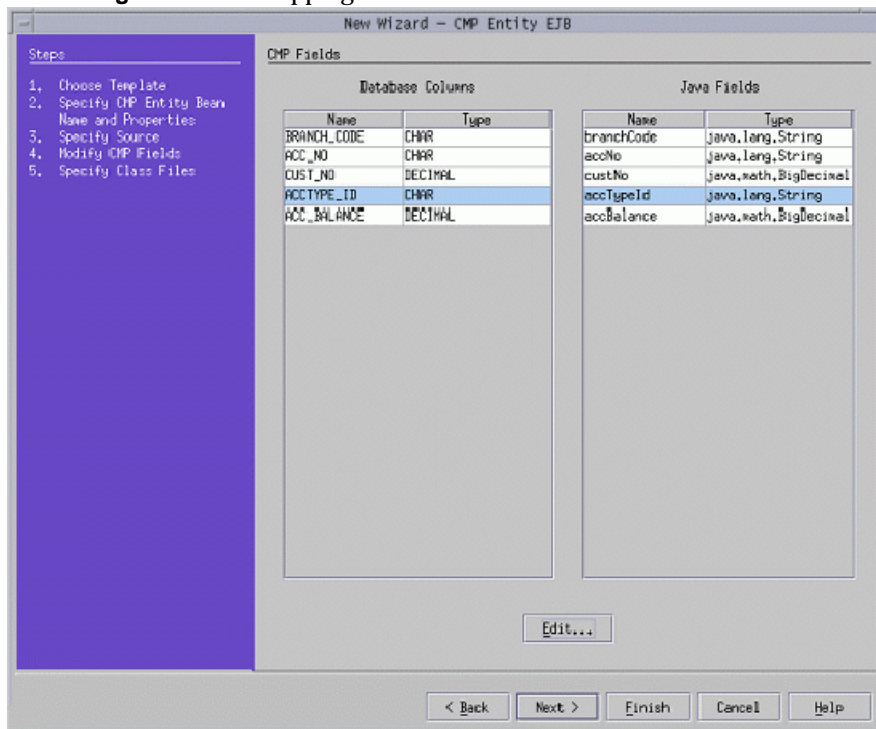 New Wizard - CMP Entity EJB
Steps
1. Choose Template
2. Specify CMP Entity Bean
Name and Properties
3. Specify Source
4. Modify CMP Fields
5. Specify Class Files
CMP Fields
Database Columns
Name Type
BRANCH_CODE CHAR
ACC_NO CHAR
CUST_NO DECIMAL
ACCTYPE_ID CHAR
ACC_BALANCE DECIMAL
Java Fields
Name Type
branchCode java.lang.String
accNo java.lang.String
custNo java.math.BigDecimal
accTypeId java.lang.String
accBalance java.math.BigDecimal
Edit...
< Back Next > Finish Cancel Help